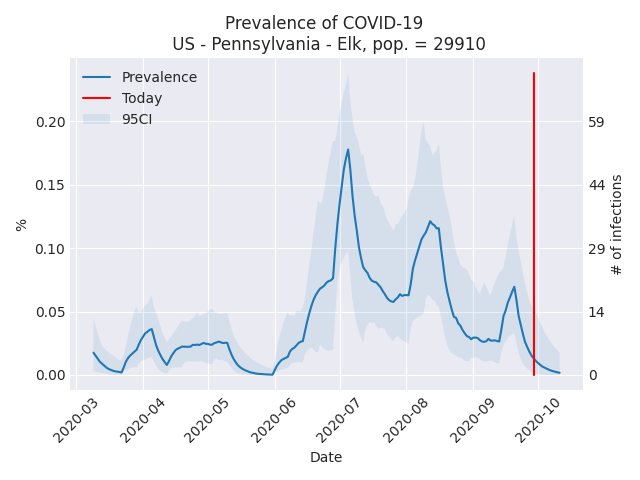 Prevalence of COVID-19
US - Pennsylvania - Elk, pop. = 29910
Prevalence
Today
95CI
%
0.20
0.15
0.10
0.05
0.00
59
44
29
14
0
# of infections
2020-03
2020-04
2020-05
2020-06
2020-07
2020-08
2020-09
2020-10
Date